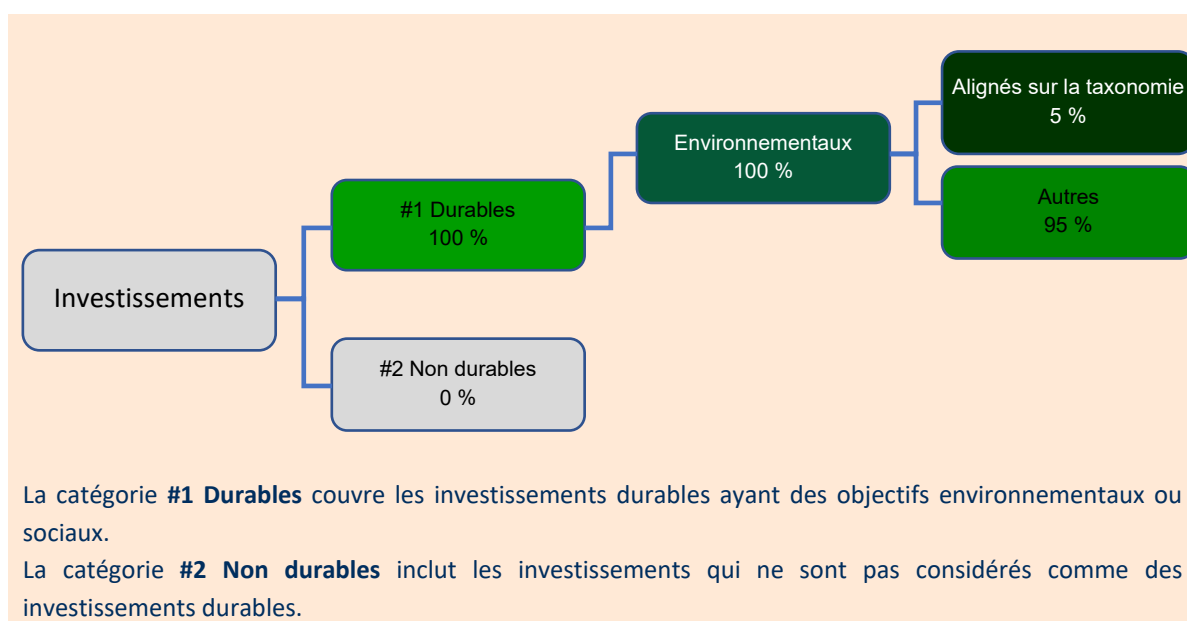 Alignés sur la taxonomie
5 %
Environnementaux
100 %
Autres
95 %
#1 Durables
100 %
Investissements
#2 Non durables
0 %
La catégorie #1 Durables couvre les investissements durables ayant des objectifs environnementaux ou
sociaux.
La catégorie #2 Non durables inclut les investissements qui ne sont pas considérés comme des
investissements durables.